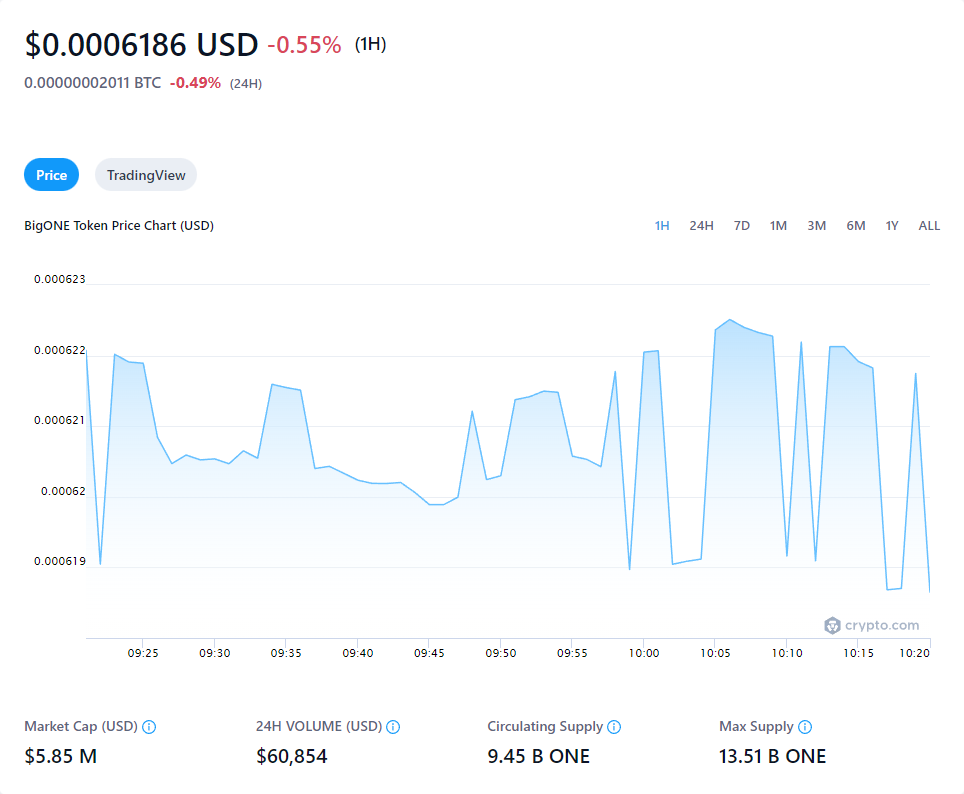 $0.0006186 USD -0.55% (1H)
0.00000002011 BTC -0.49% (24H)
Price TradingView
BigONE Token Price Chart (USD) 1H 24H 7D 1M 3M 6M 1Y ALL
0.000623
0.000622
0.000621
0.00062
0.000619
crypto.com
09:25 09:30 09:35 09:40 09:45 09:50 09:55 10:00 10:05 10:10 10:15 10:20
Market Cap (USD) 24H VOLUME (USD) Circulating Supply Max Supply
$5.85 M $60,854 9.45 B ONE 13.51 B ONE